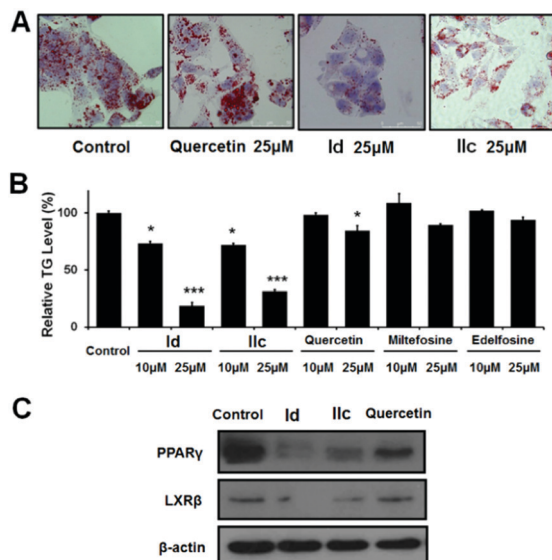 A
Control Quercetin 25μM Id 25μM IIc 25μM
B
Relative TG Level (%)
100
50
0
* *** * *** *
Control Id IIc Quercetin Miltefosine Edelfosine
10μM 25μM 10μM 25μM 10μM 25μM 10μM 25μM 10μM 25μM
C
Control Id IIc Quercetin
PPARγ
LXRβ
β-actin